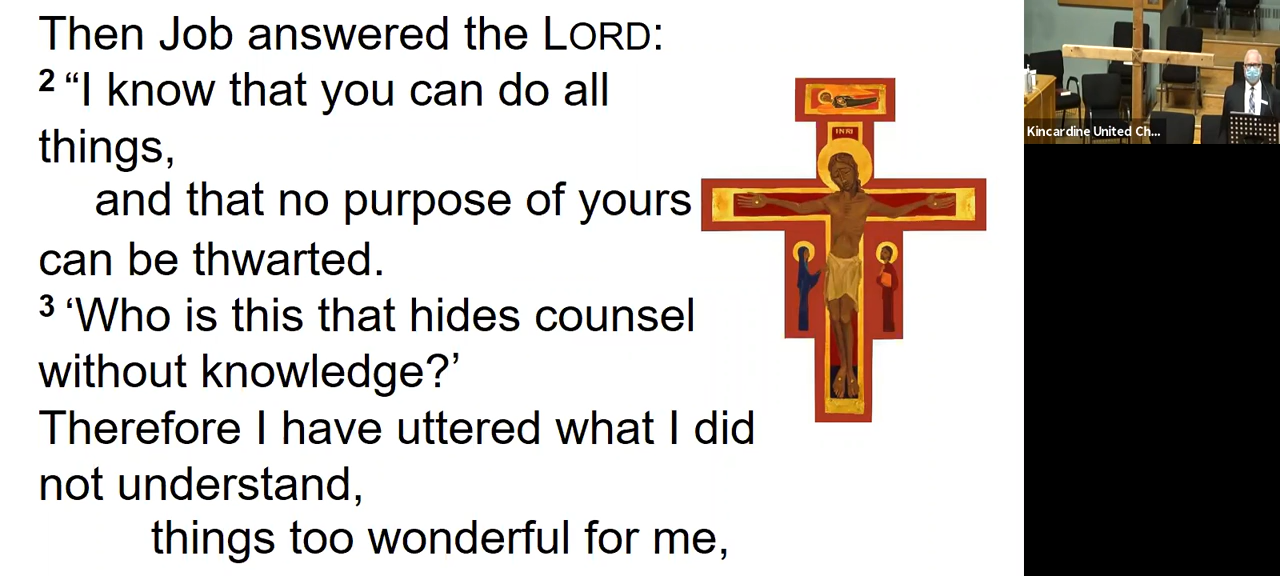 Then Job answered the LORD:
2 “I know that you can do all
things,
and that no purpose of yours
can be thwarted.
3 ‘Who is this that hides counsel
without knowledge?’
Therefore I have uttered what I did
not understand,
things too wonderful for me,
INRI
Kincardine United Ch...